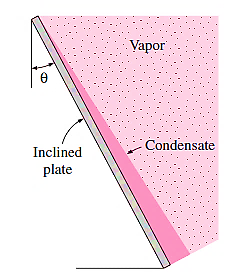 Vapor
θ
Inclined
plate
Condensate